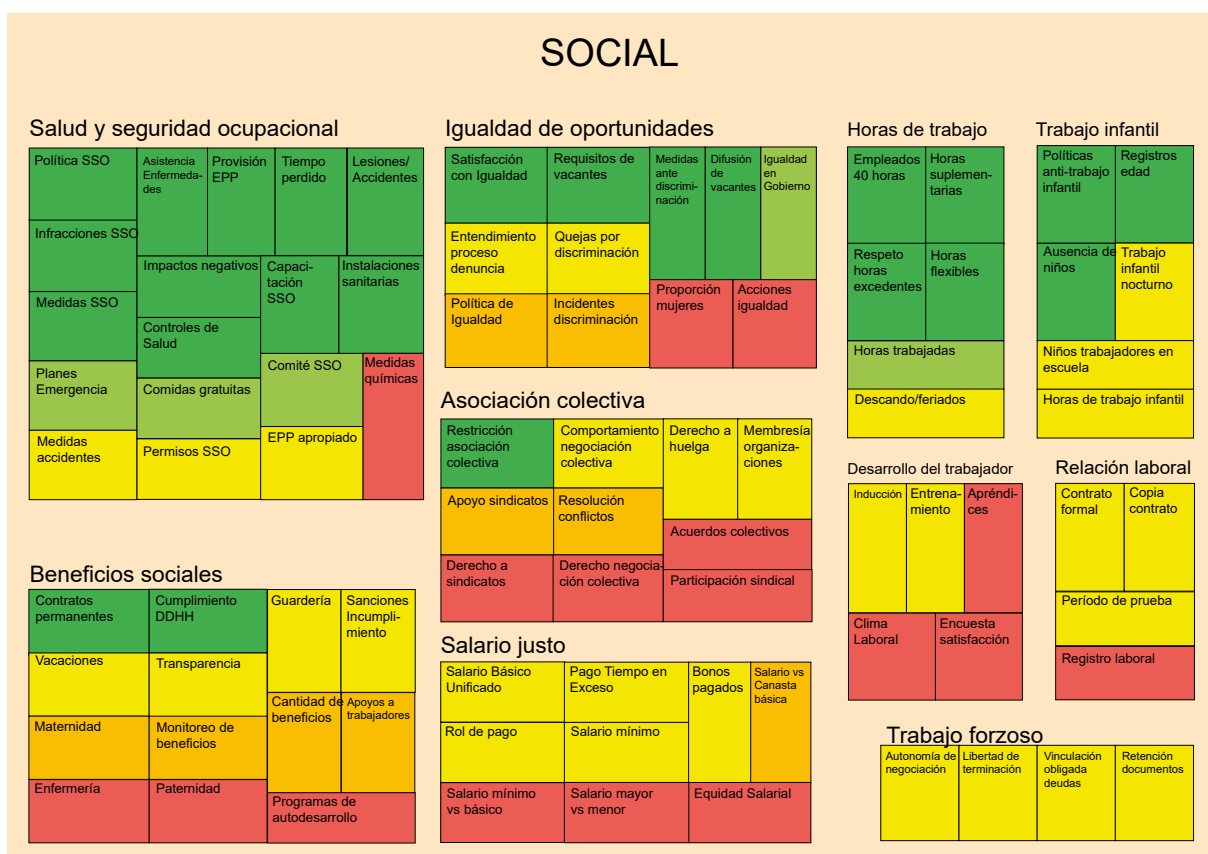 SOCIAL
Salud y seguridad ocupacional
Política SSO
Asistencia
Enfermeda-
des
Provisión
EPP
Tiempo
perdido
Lesiones/
Accidentes
Infracciones SSO
Impactos negativos
Capaci-
tación
SSO
Instalaciones
sanitarias
Medidas SSO
Controles de
Salud
Planes
Emergencia
Comidas gratuitas
Comité SSO
Medidas
químicas
Medidas
accidentes
Permisos SSO
EPP apropiado
Igualdad de oportunidades
Satisfacción
con Igualdad
Requisitos de
vacantes
Medidas
ante
discrimi-
nación
Difusión
de
vacantes
Igualdad
en
Gobierno
Entendimiento
proceso
denuncia
Quejas por
discriminación
Política de
Igualdad
Incidentes
discriminación
Proporción
mujeres
Acciones
igualdad
Horas de trabajo
Empleados
40 horas
Horas
suplemen-
tarias
Respeto
horas
excedentes
Horas
flexibles
Horas trabajadas
Descando/feriados
Trabajo infantil
Políticas
anti-trabajo
infantil
Registros
edad
Ausencia de
niños
Trabajo
infantil
nocturno
Niños trabajadores en
escuela
Horas de trabajo infantil
Asociación colectiva
Restricción
asociación
colectiva
Comportamiento
negociación
colectiva
Derecho a
huelga
Membresía
organiza-
ciones
Apoyo sindicatos
Resolución
conflictos
Acuerdos colectivos
Derecho a
sindicatos
Derecho negocia-
ción colectiva
Participación sindical
Desarrollo del trabajador
Inducción
Entrena-
miento
Apréndi-
ces
Clima
Laboral
Encuesta
satisfacción
Relación laboral
Contrato
formal
Copia
contrato
Período de prueba
Registro laboral
Beneficios sociales
Contratos
permanentes
Cumplimiento
DDHH
Guardería
Sanciones
Incumpli-
miento
Vacaciones
Transparencia
Cantidad de
beneficios
Apoyos a
trabajadores
Maternidad
Monitoreo de
beneficios
Enfermería
Paternidad
Programas de
autodesarrollo
Salario justo
Salario Básico
Unificado
Pago Tiempo en
Exceso
Bonos
pagados
Salario vs
Canasta
básica
Rol de pago
Salario mínimo
Salario mínimo
vs básico
Salario mayor
vs menor
Equidad Salarial
Trabajo forzoso
Autonomía de
negociación
Libertad de
terminación
Vinculación
obligada
deudas
Retención
documentos